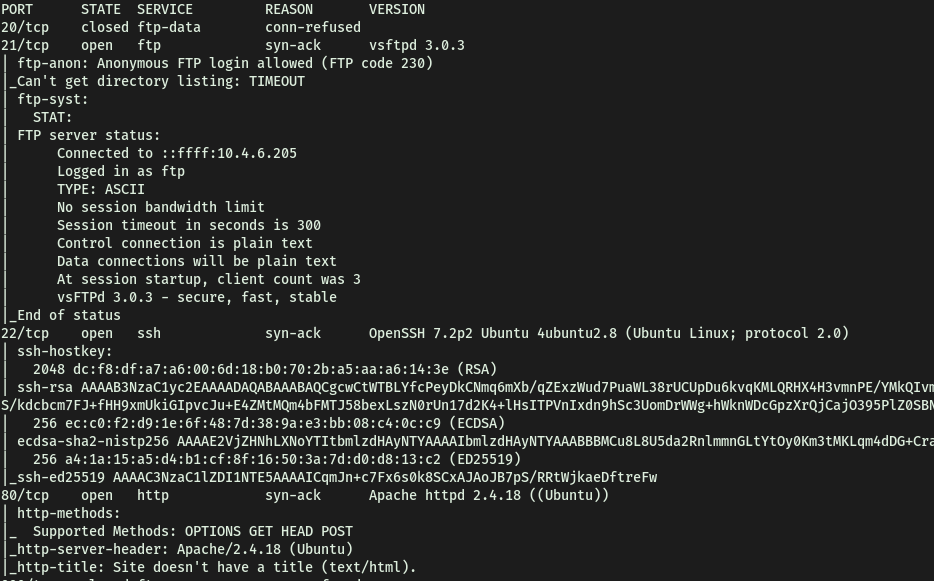 PORT     STATE  SERVICE         REASON       VERSION
20/tcp   closed ftp-data        conn-refused
21/tcp   open   ftp             syn-ack      vsftpd 3.0.3
| ftp-anon: Anonymous FTP login allowed (FTP code 230)
|_Can't get directory listing: TIMEOUT
| ftp-syst:
|   STAT:
| FTP server status:
|      Connected to ::ffff:10.4.6.205
|      Logged in as ftp
|      TYPE: ASCII
|      No session bandwidth limit
|      Session timeout in seconds is 300
|      Control connection is plain text
|      Data connections will be plain text
|      At session startup, client count was 3
|      vsFTPd 3.0.3 - secure, fast, stable
|_End of status
22/tcp   open   ssh             syn-ack      OpenSSH 7.2p2 Ubuntu 4ubuntu2.8 (Ubuntu Linux; protocol 2.0)
| ssh-hostkey:
|   2048 dc:f8:df:a7:a6:00:6d:18:b0:70:2b:a5:aa:a6:14:3e (RSA)
| ssh-rsa AAAAB3NzaC1yc2EAAAADAQABAAABAQCgcwCtWTBLYfcPeyDkCNmq6mXb/qZExzWud7PuaWL38rUCUpDu6kvqKMLQRHX4H3vmnPE/YMkQIvm
S/kdcbcm7FJ+fHH9xmUkiGIpvcJu+E4ZMtMQm4bFMTJ58bexLszN0rUn17d2K4+lHsITPVnIxdn9hSc3UomDrWWg+hWknWDcGpzXrQjCajO395PlZ0SBN
|   256 ec:c0:f2:d9:1e:6f:48:7d:38:9a:e3:bb:08:c4:0c:c9 (ECDSA)
| ecdsa-sha2-nistp256 AAAAE2VjZHNhLXNoYTItbmlzdHAyNTYAAAAIbmlzdHAyNTYAAABBBMCu8L8U5da2RnlmmnGLtYtOy0Km3tMKLqm4dDG+Cra
|   256 a4:1a:15:a5:d4:b1:cf:8f:16:50:3a:7d:d0:d8:13:c2 (ED25519)
|_ssh-ed25519 AAAAC3NzaC1lZDI1NTE5AAAAICqmJn+c7Fx6s0k8SCxAJAoJB7pS/RRtWjkaeDftreFw
80/tcp   open   http            syn-ack      Apache httpd 2.4.18 ((Ubuntu))
| http-methods:
|_  Supported Methods: OPTIONS GET HEAD POST
|_http-server-header: Apache/2.4.18 (Ubuntu)
|_http-title: Site doesn't have a title (text/html).